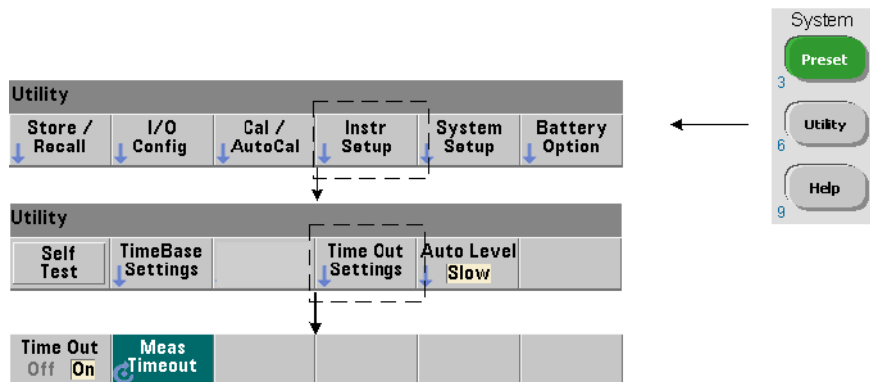 System
Preset
3
Utility
6
Help
9
Utility
Store / Recall
I/O Config
Cal / AutoCal
Instr Setup
System Setup
Battery Option
Utility
Self Test
TimeBase Settings
Time Out Settings
Auto Level Slow
Time Out Off On
Meas Timeout